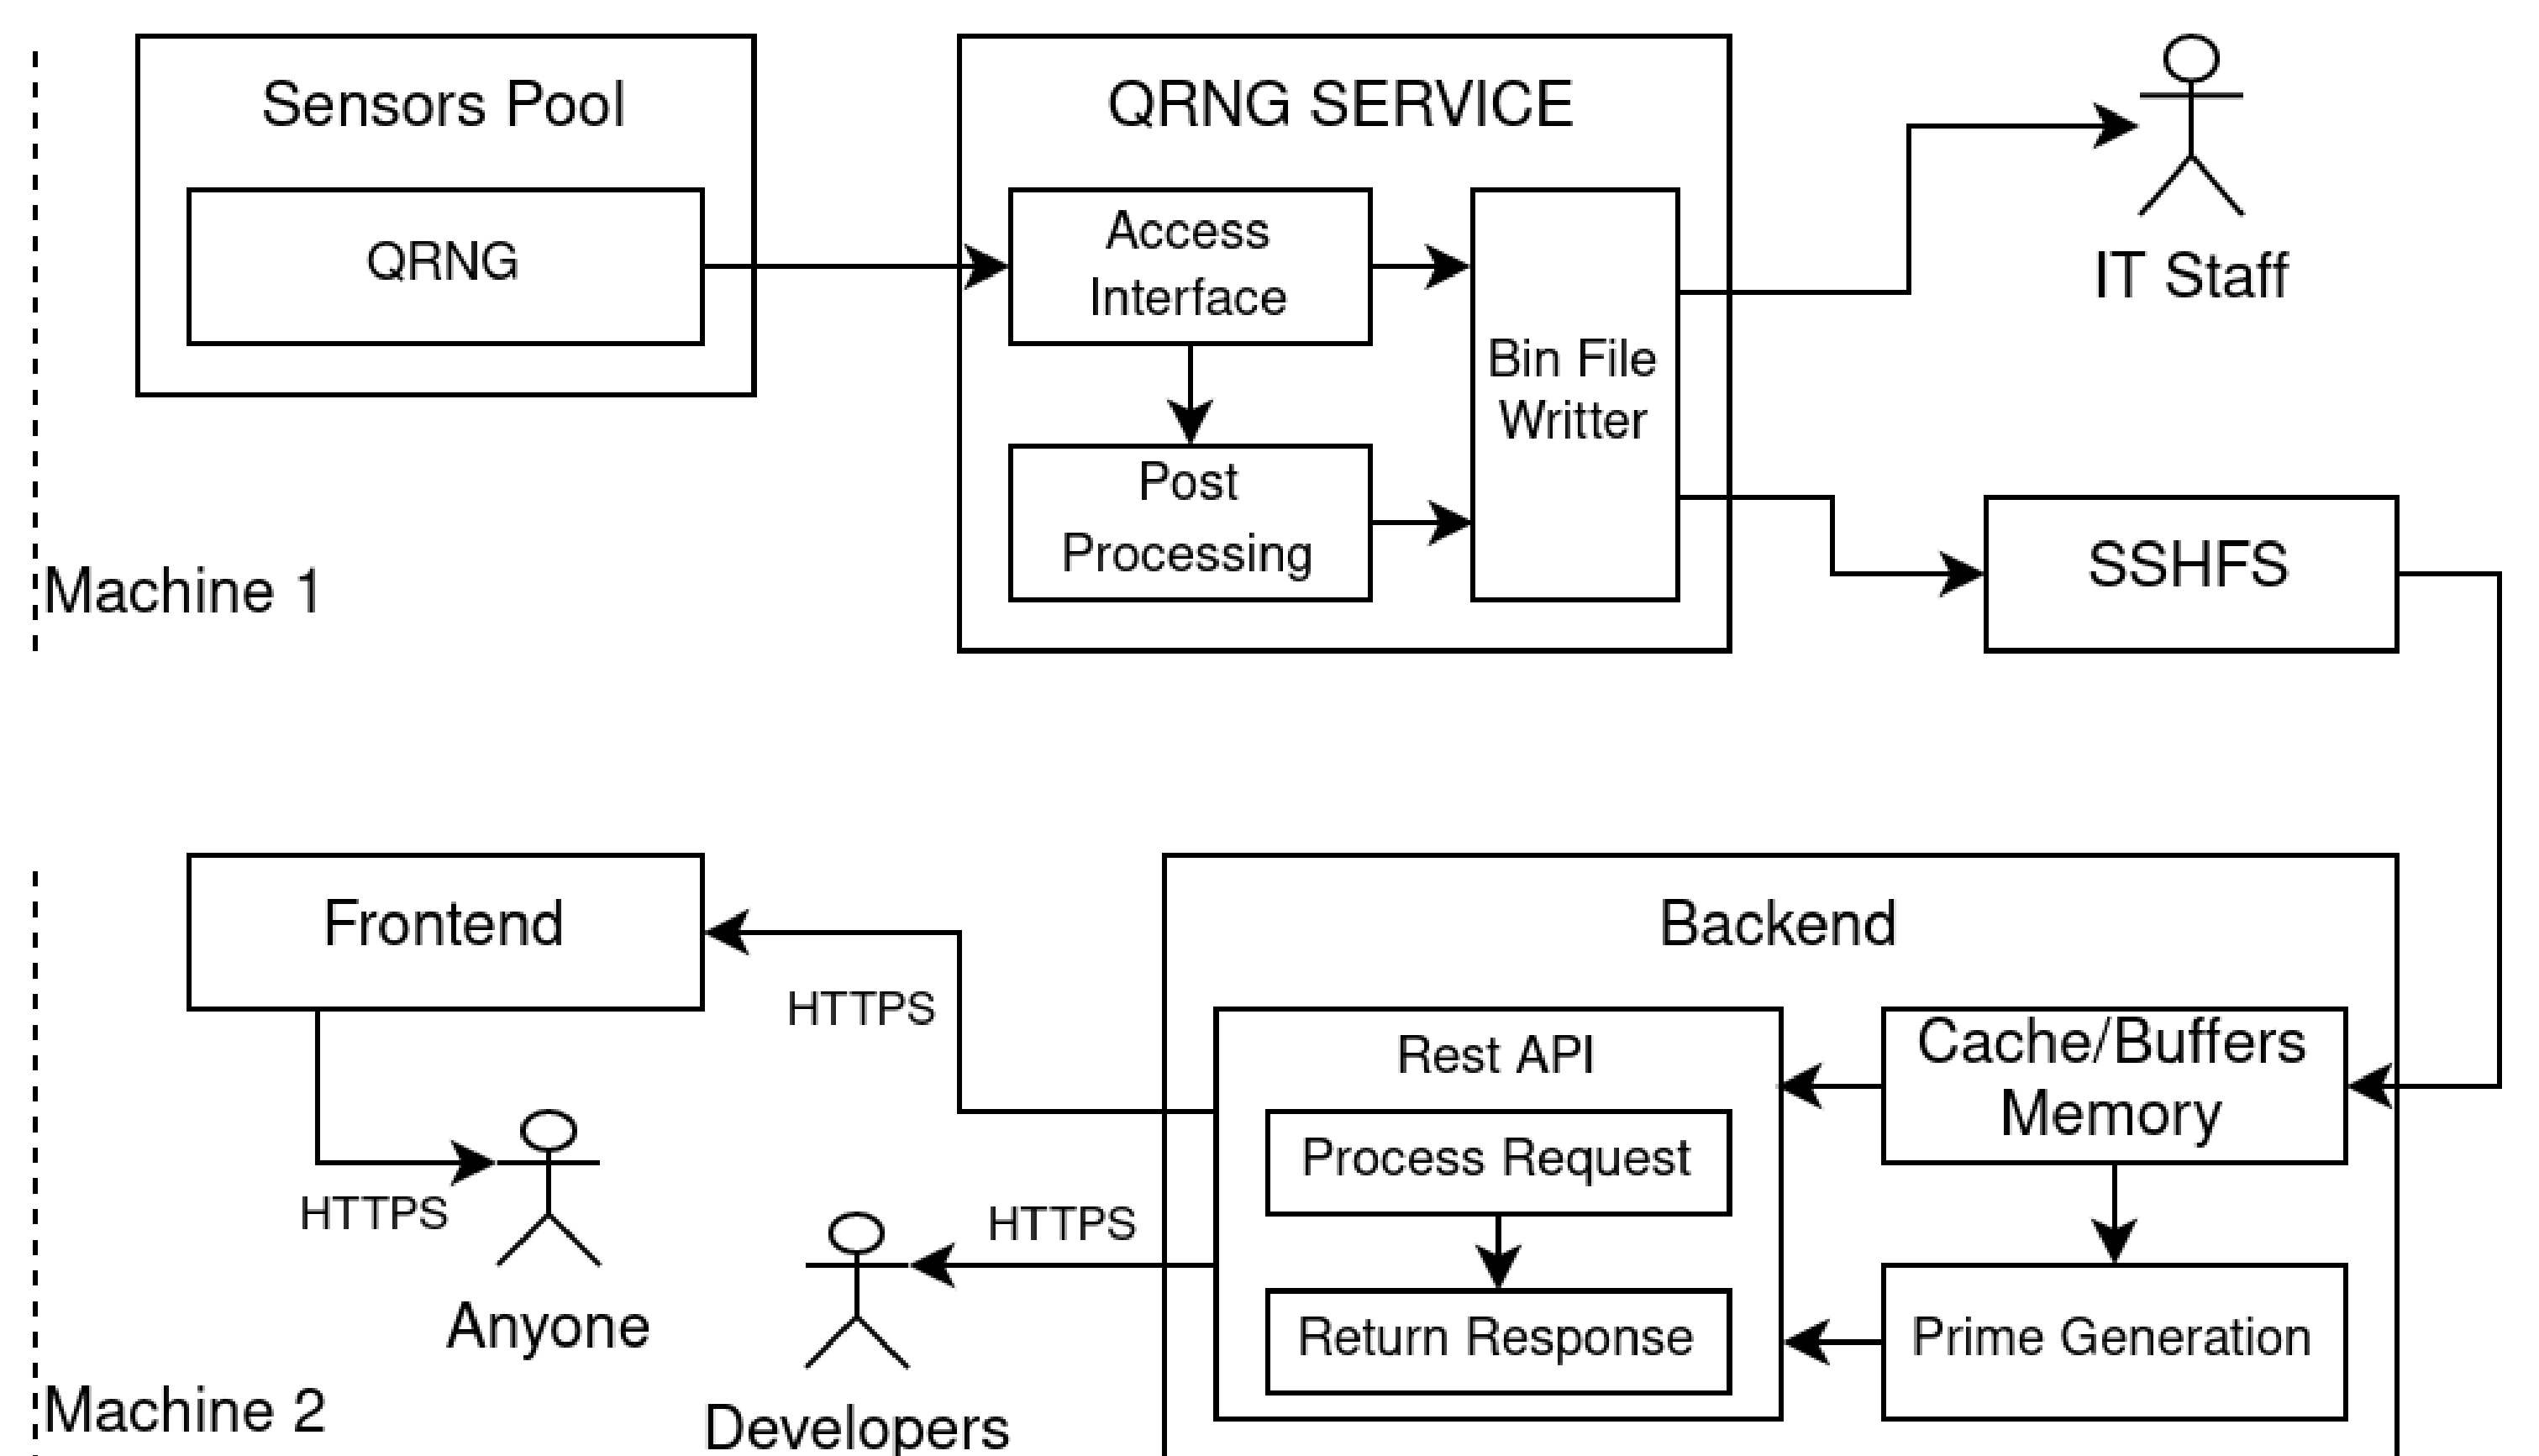 Sensors Pool
QRNG
QRNG SERVICE
Access
Interface
Post
Processing
Bin File
Writter
IT Staff
SSHFS
Machine 1
Frontend
HTTPS
HTTPS
Anyone
HTTPS
Developers
Backend
Rest API
Process Request
Return Response
Cache/Buffers
Memory
Prime Generation
Machine 2